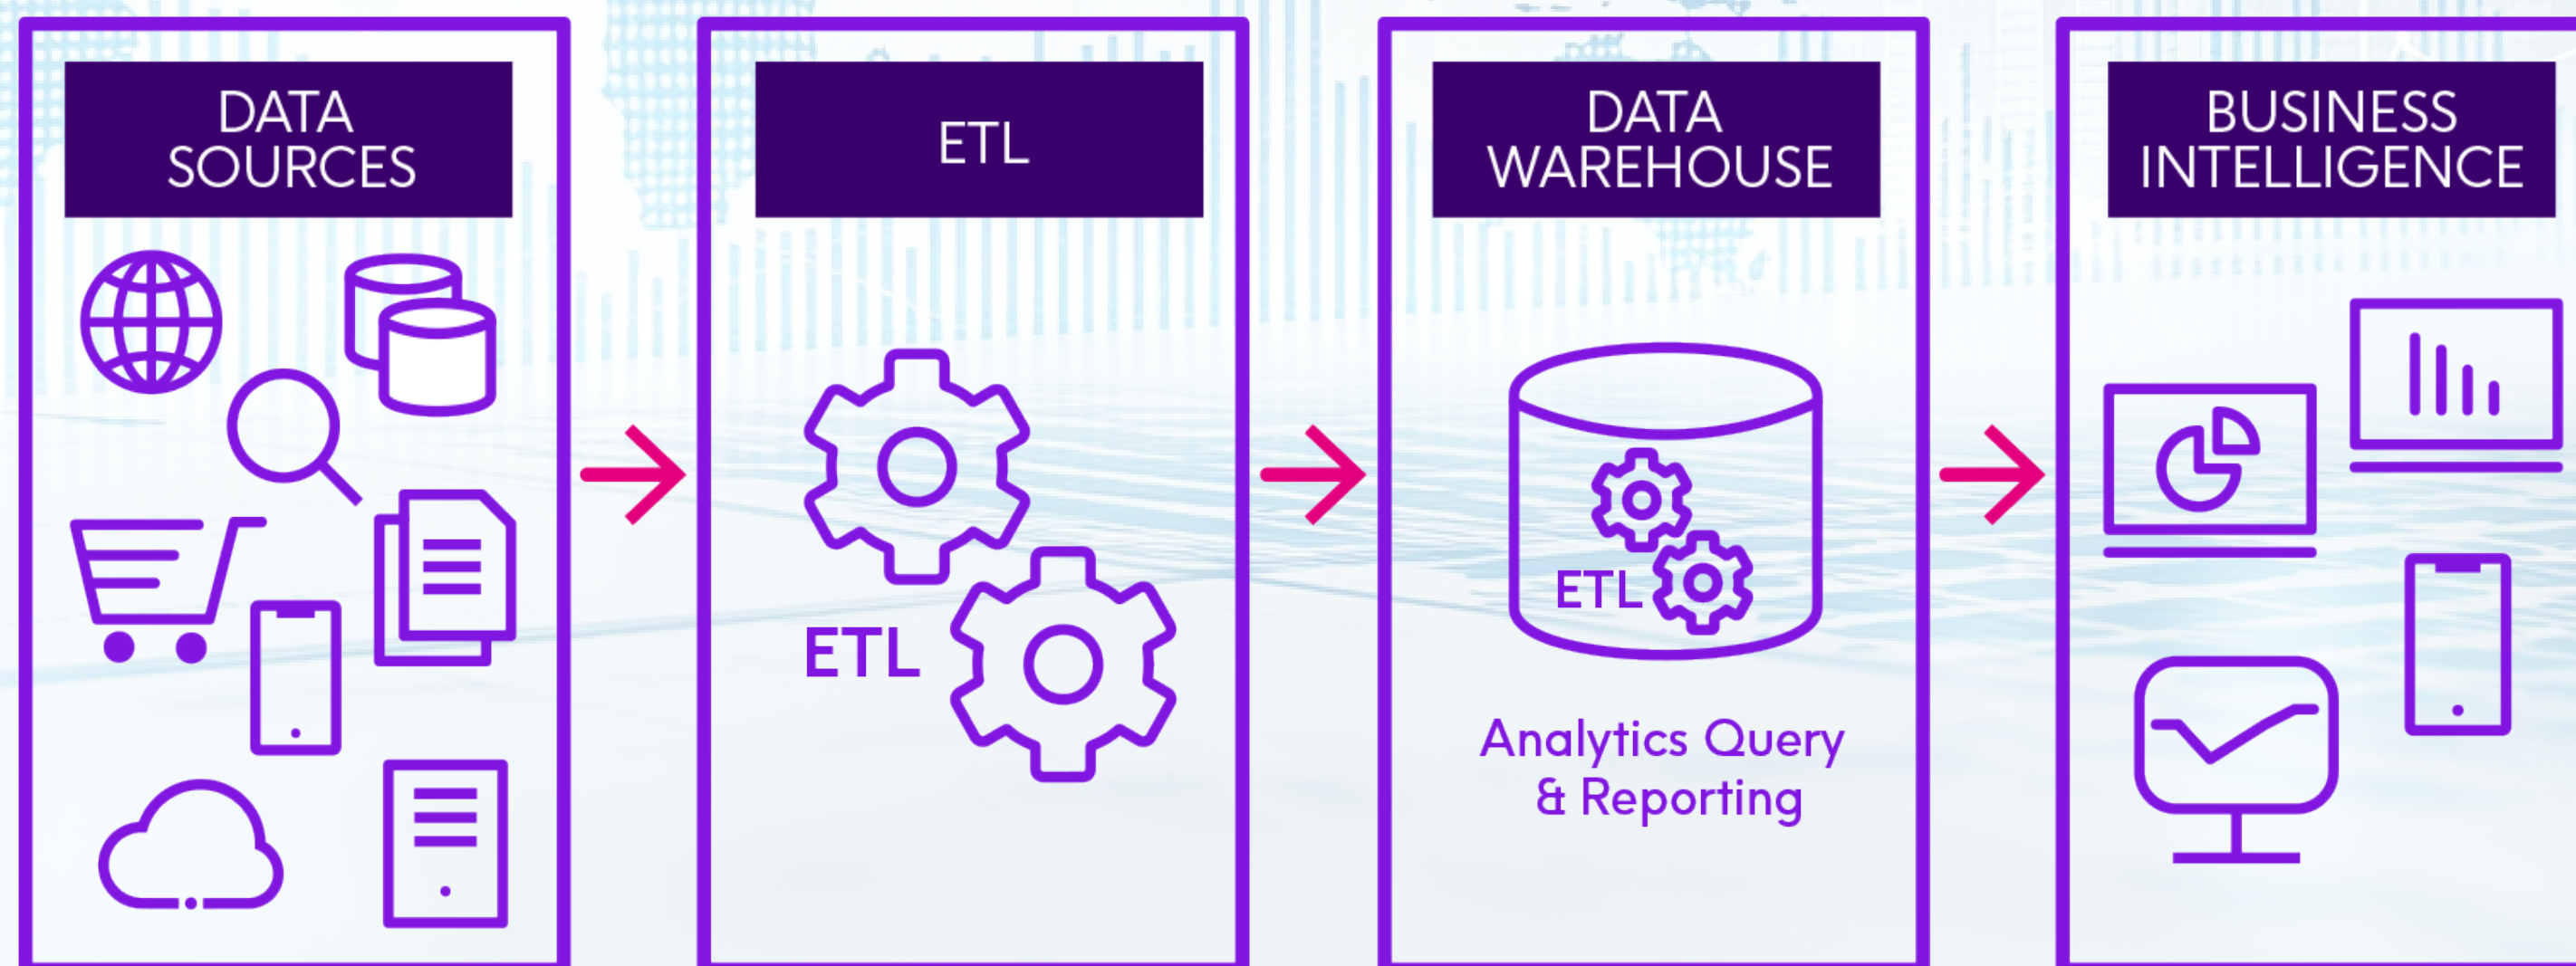 DATA
SOURCES
ETL
ETL
DATA
WAREHOUSE
ETL
Analytics Query
& Reporting
BUSINESS
INTELLIGENCE